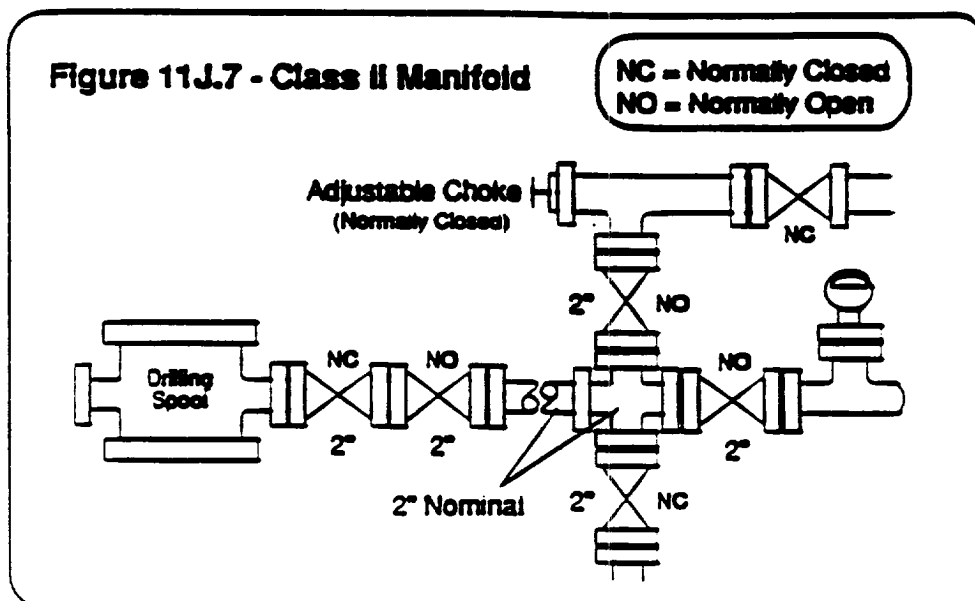 Figure 11J.7 - Class II Manifold
NC = Normally Closed
NO = Normally Open
Adjustable Choke
(Normally Closed)
NC
2" NO
NC NO
NO
Drilling
Spool
2" 2"
2"
2" Nominal
2" NC